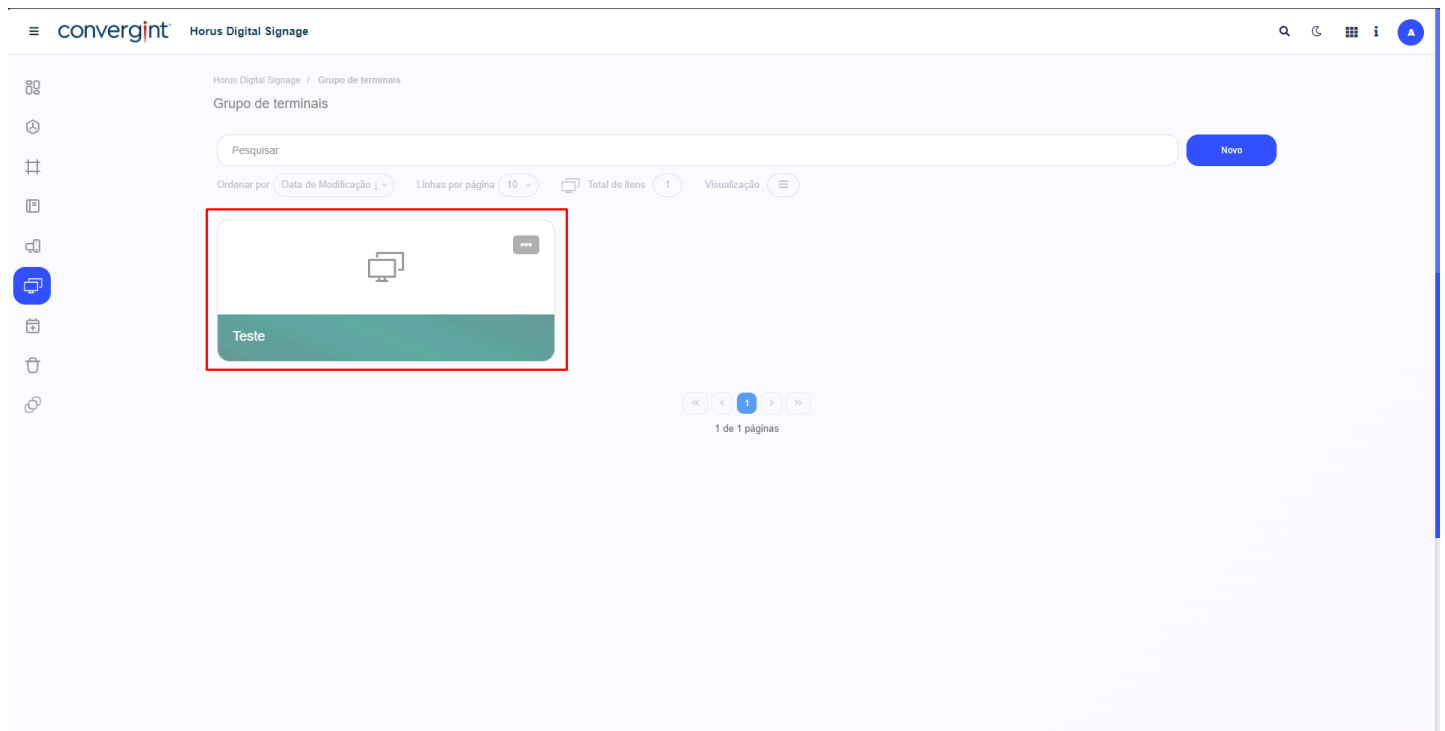 convergint Horus Digital Signage A
Horus Digital Signage / Grupo de terminais
Grupo de terminais
Pesquisar Novo
Ordenar por Data de Modificação ↓ Linhas por página 10 Total de itens 1 Visualização
Teste
« ‹ 1 › »
1 de 1 páginas